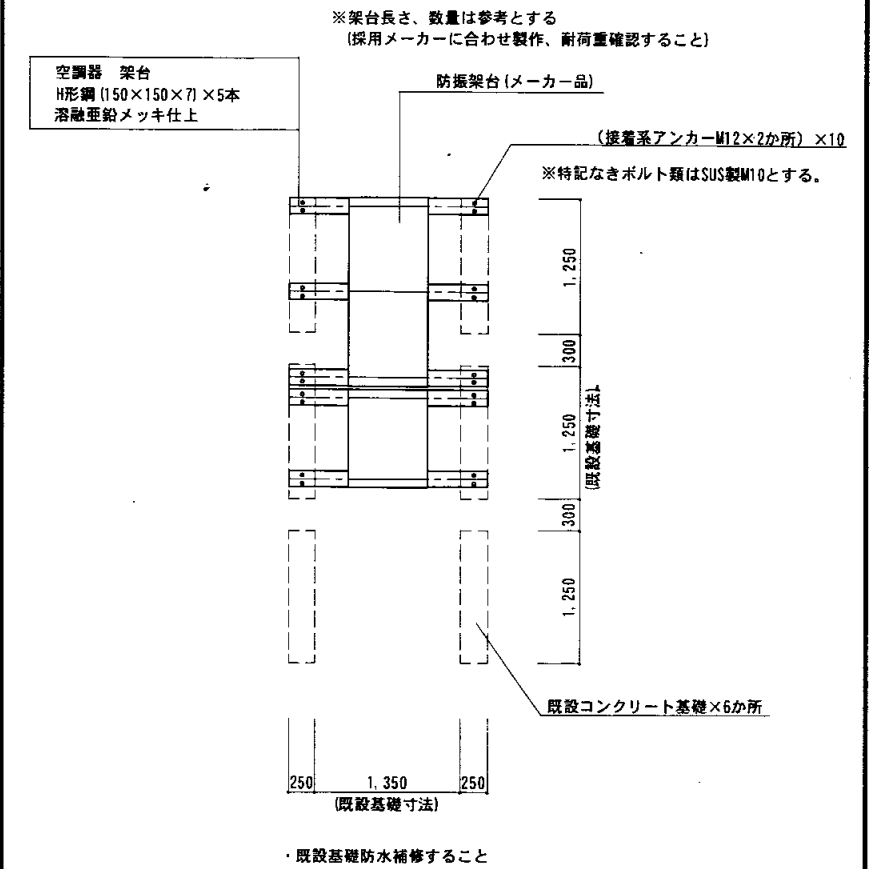 ※架台長さ、数量は参考とする
(採用メーカーに合わせ製作、耐荷重確認すること)
空調器 架台
H形鋼(150×150×7)×5本
溶融亜鉛メッキ仕上
防振架台(メーカー品)
(接着系アンカーM12×2か所)×10
※特記なきボルト類はSUS製M10とする。
1,250
300
1,250
(既設基礎寸法)
300
1,250
既設コンクリート基礎×6か所
250 1,350 250
(既設基礎寸法)
・既設基礎防水補修すること